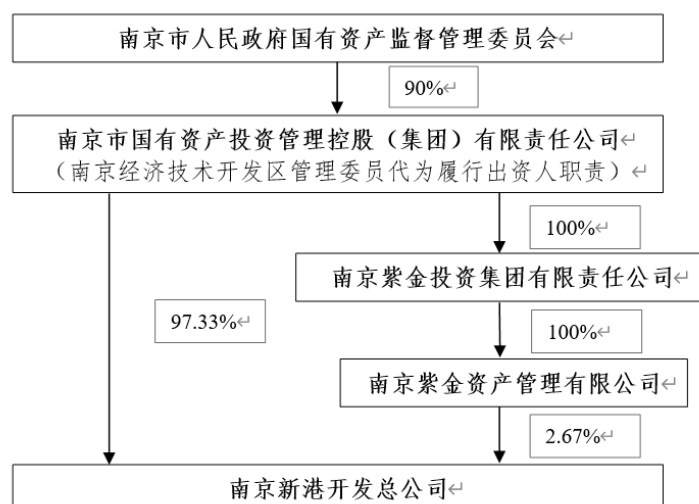 南京市人民政府国有资产监督管理委员会↵
90%↵
南京市国有资产投资管理控股（集团）有限责任公司↵
（南京经济技术开发区管理委员代为履行出资人职责）↵
100%↵
南京紫金投资集团有限责任公司↵
97.33%↵
100%↵
南京紫金资产管理有限公司↵
2.67%↵
南京新港开发总公司↵